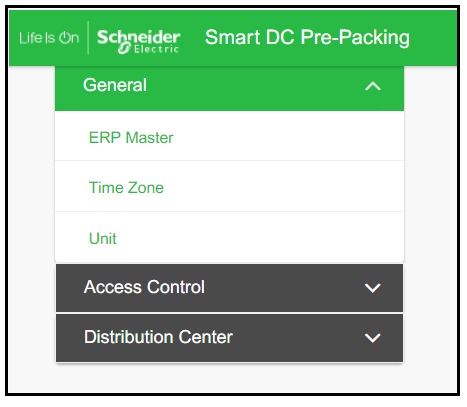 Life Is On Schneider Electric Smart DC Pre-Packing
General
ERP Master
Time Zone
Unit
Access Control
Distribution Center